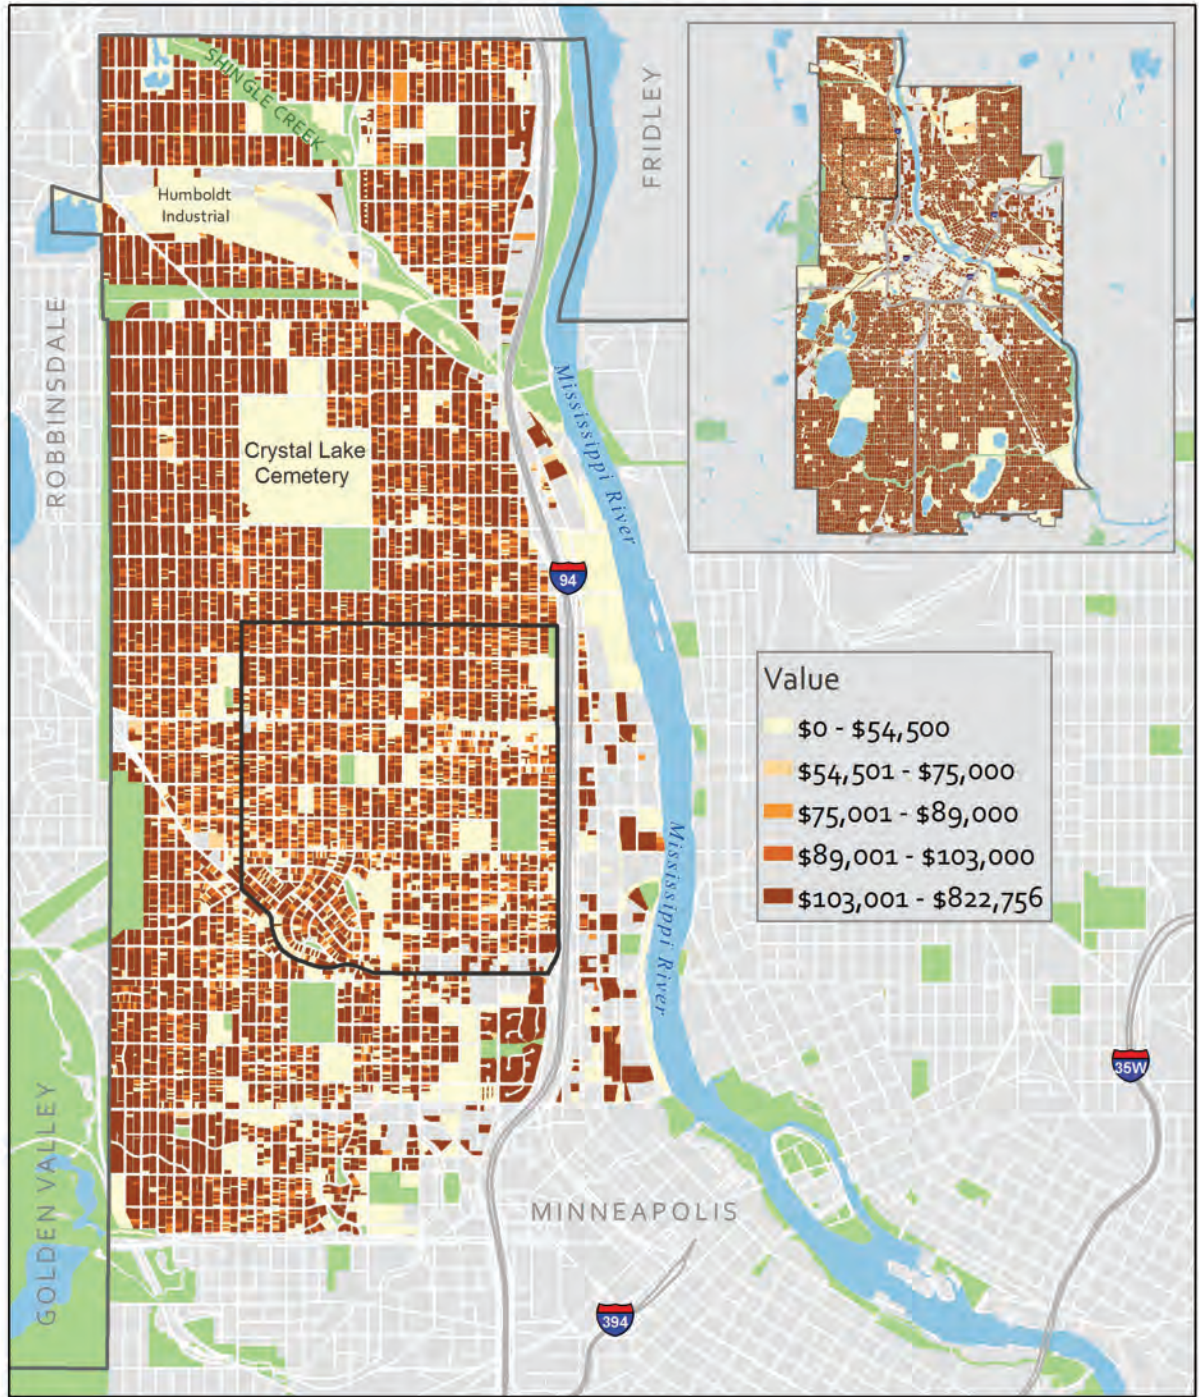 SHINGLE CREEK
FRIDLEY
Humboldt
Industrial
ROBBINSDALE
Mississippi River
Crystal Lake
Cemetery
94
Value
$0 - $54,500
$54,501 - $75,000
$75,001 - $89,000
$89,001 - $103,000
$103,001 - $822,756
Mississippi River
35W
GOLDEN VALLEY
MINNEAPOLIS
394